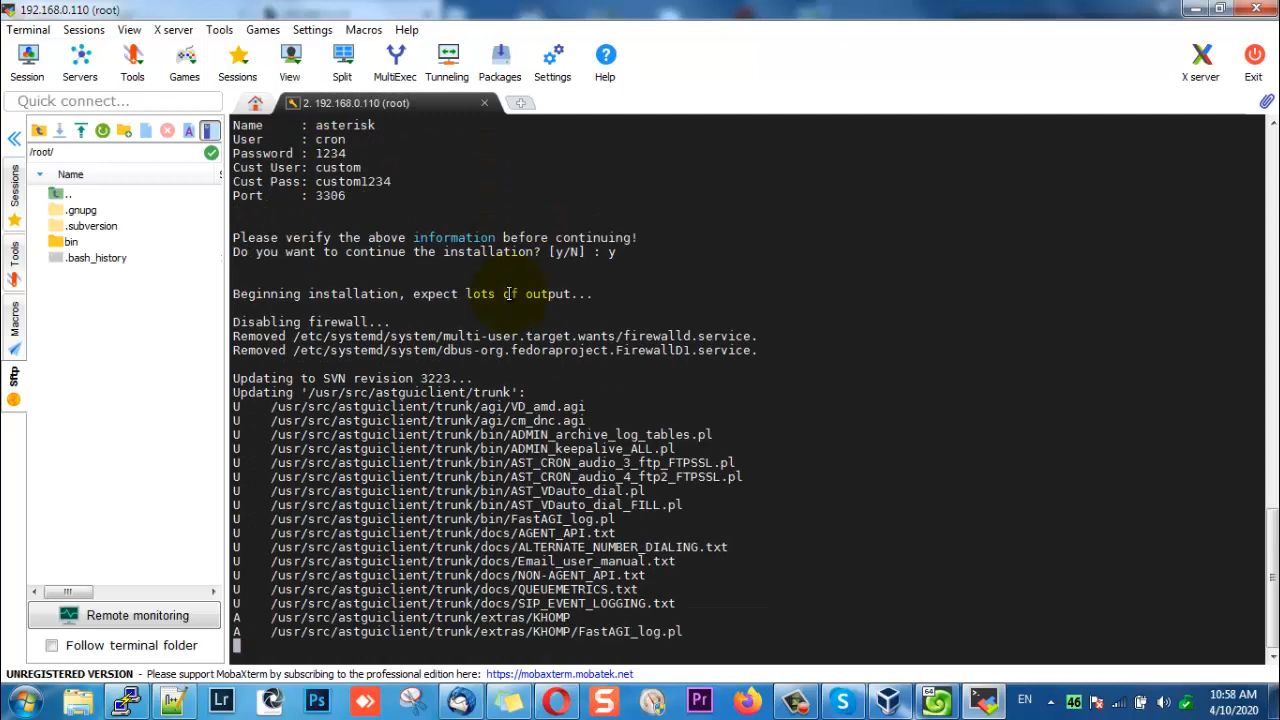 192.168.0.110 (root)
Terminal Sessions View X server Tools Games Settings Macros Help
Session Servers Tools Games Sessions View Split MultiExec Tunneling Packages Settings Help X server Exit
Quick connect...
2. 192.168.0.110 (root)
/root/
Name
..
.gnupg
.subversion
bin
.bash_history
Sessions
Tools
Macros
Sftp
Remote monitoring
Follow terminal folder
Name : asterisk
User : cron
Password : 1234
Cust User: custom
Cust Pass: custom1234
Port : 3306
Please verify the above information before continuing!
Do you want to continue the installation? [y/N] : y
Beginning installation, expect lots of output...
Disabling firewall...
Removed /etc/systemd/system/multi-user.target.wants/firewalld.service.
Removed /etc/systemd/system/dbus-org.fedoraproject.FirewallD1.service.
Updating to SVN revision 3223...
Updating '/usr/src/astguiclient/trunk':
U /usr/src/astguiclient/trunk/agi/VD_amd.agi
U /usr/src/astguiclient/trunk/agi/cm_dnc.agi
U /usr/src/astguiclient/trunk/bin/ADMIN_archive_log_tables.pl
U /usr/src/astguiclient/trunk/bin/ADMIN_keepalive_ALL.pl
U /usr/src/astguiclient/trunk/bin/AST_CRON_audio_3_ftp_FTPSSL.pl
U /usr/src/astguiclient/trunk/bin/AST_CRON_audio_4_ftp2_FTPSSL.pl
U /usr/src/astguiclient/trunk/bin/AST_VDauto_dial.pl
U /usr/src/astguiclient/trunk/bin/AST_VDauto_dial_FILL.pl
U /usr/src/astguiclient/trunk/bin/FastAGI_log.pl
U /usr/src/astguiclient/trunk/docs/AGENT_API.txt
U /usr/src/astguiclient/trunk/docs/ALTERNATE_NUMBER_DIALING.txt
U /usr/src/astguiclient/trunk/docs/Email_user_manual.txt
U /usr/src/astguiclient/trunk/docs/NON-AGENT_API.txt
U /usr/src/astguiclient/trunk/docs/QUEUEMETRICS.txt
U /usr/src/astguiclient/trunk/docs/SIP_EVENT_LOGGING.txt
A /usr/src/astguiclient/trunk/extras/KHOMP
A /usr/src/astguiclient/trunk/extras/KHOMP/FastAGI_log.pl
UNREGISTERED VERSION - Please support MobaXterm by subscribing to the professional edition here: https://mobaxterm.mobatek.net
Lr Ps Pr EN 46 10:58 AM
4/10/2020